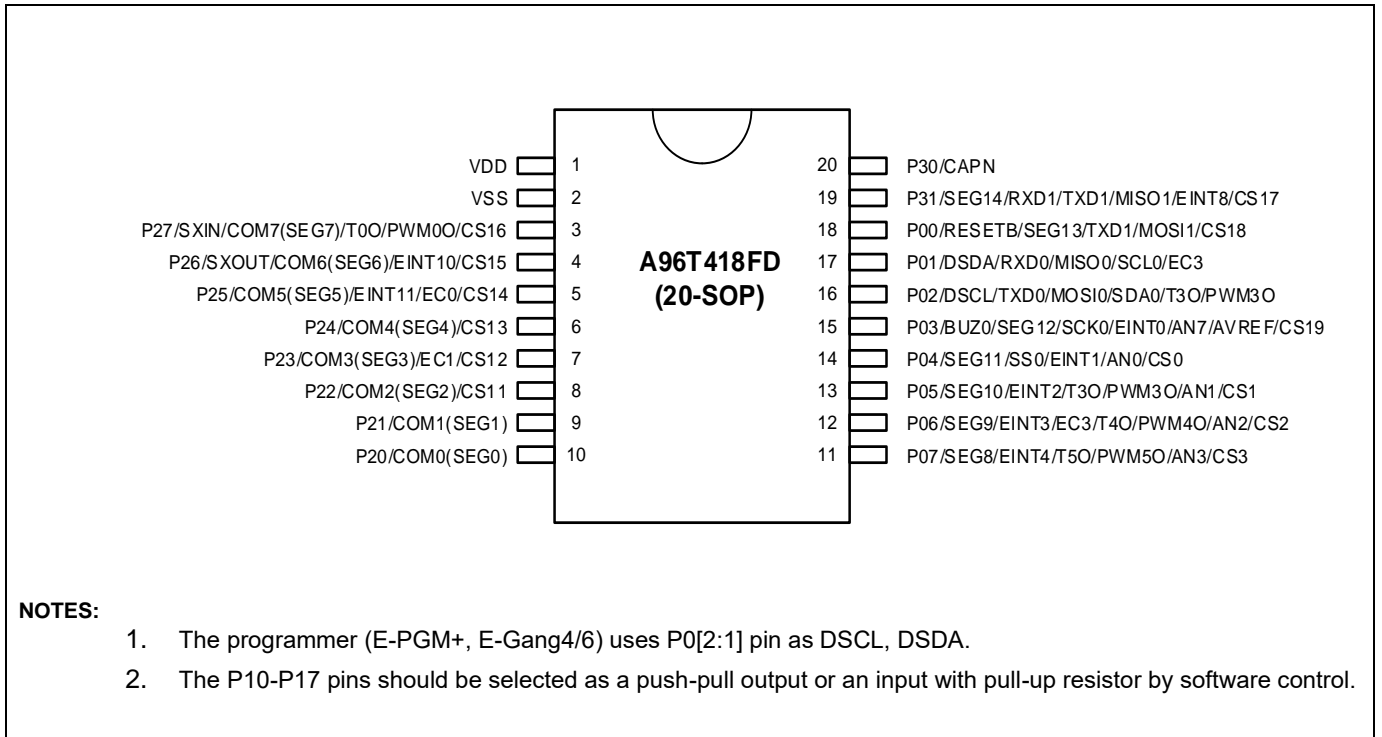 VDD 1 20 P30/CAPN
VSS 2 19 P31/SEG14/RXD1/TXD1/MISO1/EINT8/CS17
P27/SXIN/COM7(SEG7)/T0O/PWM0O/CS16 3 18 P00/RESETB/SEG13/TXD1/MOSI1/CS18
P26/SXOUT/COM6(SEG6)/EINT10/CS15 4 A96T418FD 17 P01/DSDA/RXD0/MISO0/SCL0/EC3
P25/COM5(SEG5)/EINT11/EC0/CS14 5 (20-SOP) 16 P02/DSCL/TXD0/MOSI0/SDA0/T3O/PWM3O
P24/COM4(SEG4)/CS13 6 15 P03/BUZ0/SEG12/SCK0/EINT0/AN7/AVREF/CS19
P23/COM3(SEG3)/EC1/CS12 7 14 P04/SEG11/SS0/EINT1/AN0/CS0
P22/COM2(SEG2)/CS11 8 13 P05/SEG10/EINT2/T3O/PWM3O/AN1/CS1
P21/COM1(SEG1) 9 12 P06/SEG9/EINT3/EC3/T4O/PWM4O/AN2/CS2
P20/COM0(SEG0) 10 11 P07/SEG8/EINT4/T5O/PWM5O/AN3/CS3
NOTES:
1. The programmer (E-PGM+, E-Gang4/6) uses P0[2:1] pin as DSCL, DSDA.
2. The P10-P17 pins should be selected as a push-pull output or an input with pull-up resistor by software control.